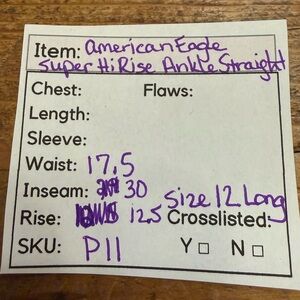 Item: American Eagle
Super Hi Rise Ankle Straight
Chest: Flaws:
Length:
Sleeve:
Waist: 17.5
Inseam: 30 Size 12 Long
Rise: 12.5 Crosslisted:
SKU: P11 Y □ N □